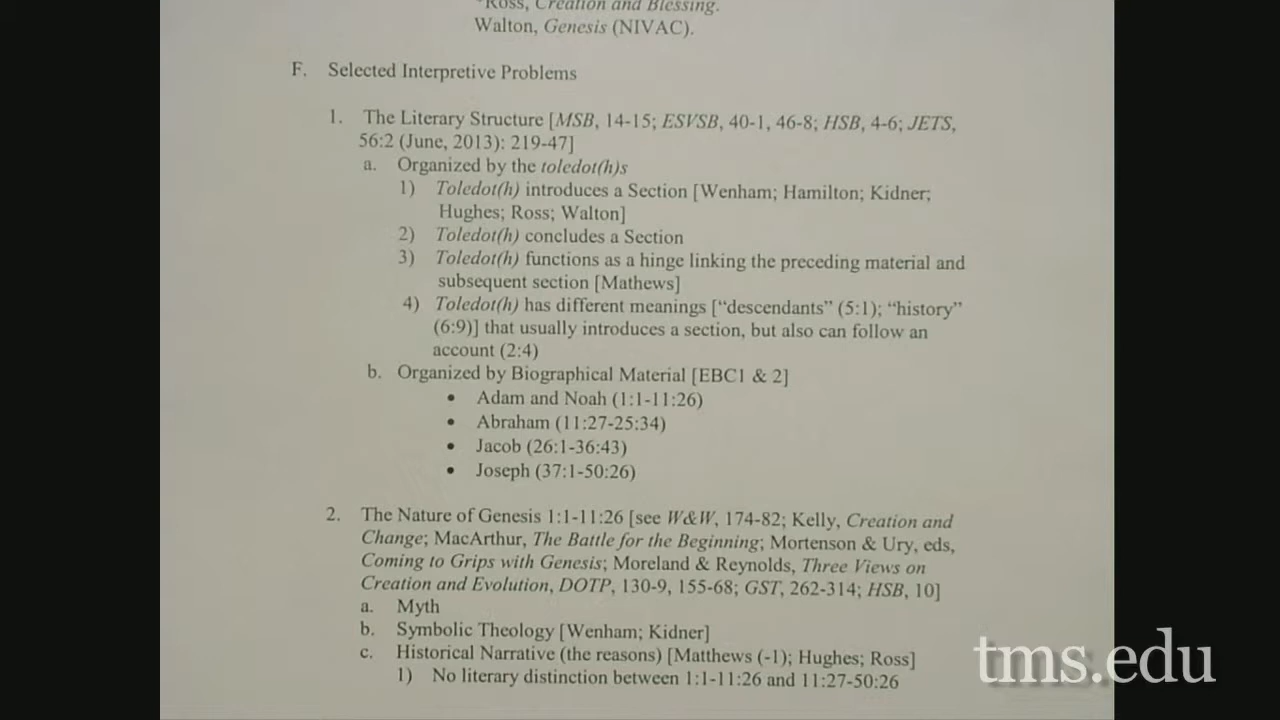 *Ross, Creation and Blessing.
Walton, Genesis (NIVAC).
F. Selected Interpretive Problems
1. The Literary Structure [MSB, 14-15; ESVSB, 40-1, 46-8; HSB, 4-6; JETS,
56:2 (June, 2013): 219-47]
a. Organized by the toledot(h)s
1) Toledot(h) introduces a Section [Wenham; Hamilton; Kidner;
Hughes; Ross; Walton]
2) Toledot(h) concludes a Section
3) Toledot(h) functions as a hinge linking the preceding material and
subsequent section [Mathews]
4) Toledot(h) has different meanings [“descendants” (5:1); “history”
(6:9)] that usually introduces a section, but also can follow an
account (2:4)
b. Organized by Biographical Material [EBC1 & 2]
• Adam and Noah (1:1-11:26)
• Abraham (11:27-25:34)
• Jacob (26:1-36:43)
• Joseph (37:1-50:26)
2. The Nature of Genesis 1:1-11:26 [see W&W, 174-82; Kelly, Creation and
Change; MacArthur, The Battle for the Beginning; Mortenson & Ury, eds,
Coming to Grips with Genesis; Moreland & Reynolds, Three Views on
Creation and Evolution, DOTP, 130-9, 155-68; GST, 262-314; HSB, 10]
a. Myth
b. Symbolic Theology [Wenham; Kidner]
c. Historical Narrative (the reasons) [Matthews (-1); Hughes; Ross]
1) No literary distinction between 1:1-11:26 and 11:27-50:26
tms.edu